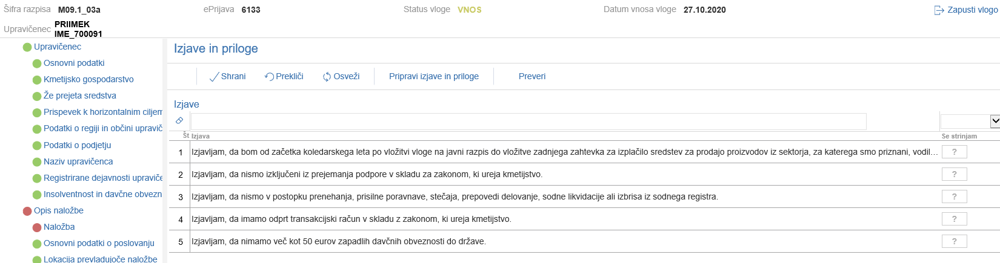 Šifra razpisa M09.1_03a ePrijava 6133 Status vloge VNOS Datum vnosa vloge 27.10.2020 Zapusti vlogo
Upravičenec PRIIMEK
IME_700091
Upravičenec
Osnovni podatki
Kmetijsko gospodarstvo
Že prejeta sredstva
Prispevek k horizontalnim ciljem
Podatki o regiji in občini upravič
Podatki o podjetju
Naziv upravičenca
Registrirane dejavnosti upraviče
Insolventnost in davčne obvezn
Opis naložbe
Naložba
Osnovni podatki o poslovanju
Lokacija prevladujoče naložbe
Izjave in priloge
Shrani Prekliči Osveži Pripravi izjave in priloge Preveri
Izjave
Št Izjava Se strinjam
1 Izjavljam, da bom od začetka koledarskega leta po vložitvi vloge na javni razpis do vložitve zadnjega zahtevka za izplačilo sredstev za prodajo proizvodov iz sektorja, za katerega smo priznani, vodil... ?
2 Izjavljam, da nismo izključeni iz prejemanja podpore v skladu za zakonom, ki ureja kmetijstvo. ?
3 Izjavljam, da nismo v postopku prenehanja, prisilne poravnave, stečaja, prepovedi delovanje, sodne likvidacije ali izbrisa iz sodnega registra. ?
4 Izjavljam, da imamo odprt transakcijski račun v skladu z zakonom, ki ureja kmetijstvo. ?
5 Izjavljam, da nimamo več kot 50 eurov zapadlih davčnih obveznosti do države. ?